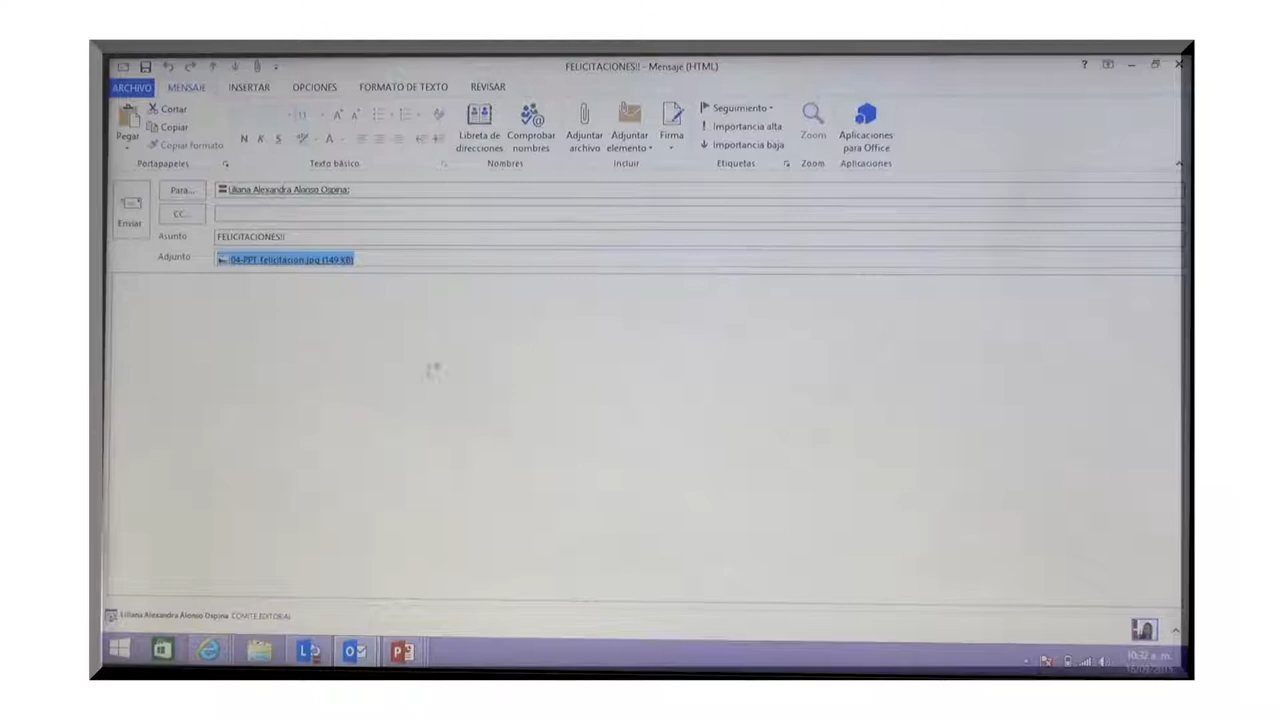 FELICITACIONES!! - Mensaje (HTML)
?
ARCHIVO MENSAJE INSERTAR OPCIONES FORMATO DE TEXTO REVISAR
Pegar
Cortar
Copiar
Copiar formato
Portapapeles
11
N K S
A
Texto básico
Libreta de direcciones
Comprobar nombres
Nombres
Adjuntar archivo
Adjuntar elemento
Firma
Incluir
Seguimiento
Importancia alta
Importancia baja
Etiquetas
Zoom
Zoom
Aplicaciones para Office
Aplicaciones
Enviar
Para... Liliana Alexandra Alonso Ospina;
CC...
Asunto FELICITACIONES!!
Adjunto 04-PPT felicitacion.jpg (149 KB)
Liliana Alexandra Alonso Ospina COMITE EDITORIAL
10:32 a. m.